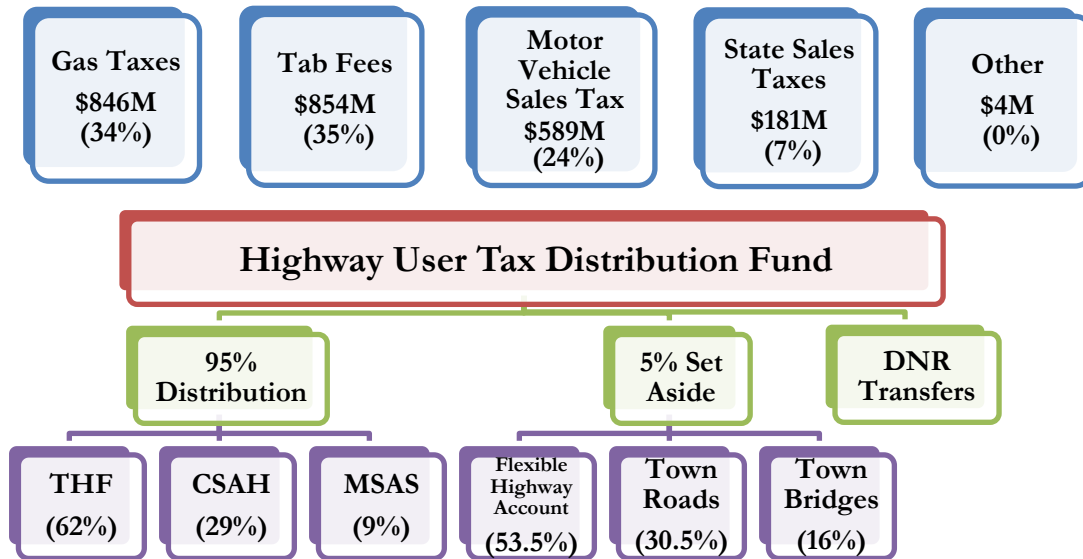 Gas Taxes
$846M
(34%)
Tab Fees
$854M
(35%)
Motor
Vehicle
Sales Tax
$589M
(24%)
State Sales
Taxes
$181M
(7%)
Other
$4M
(0%)
Highway User Tax Distribution Fund
95%
Distribution
5% Set
Aside
DNR
Transfers
THF
(62%)
CSAH
(29%)
MSAS
(9%)
Flexible
Highway
Account
(53.5%)
Town
Roads
(30.5%)
Town
Bridges
(16%)